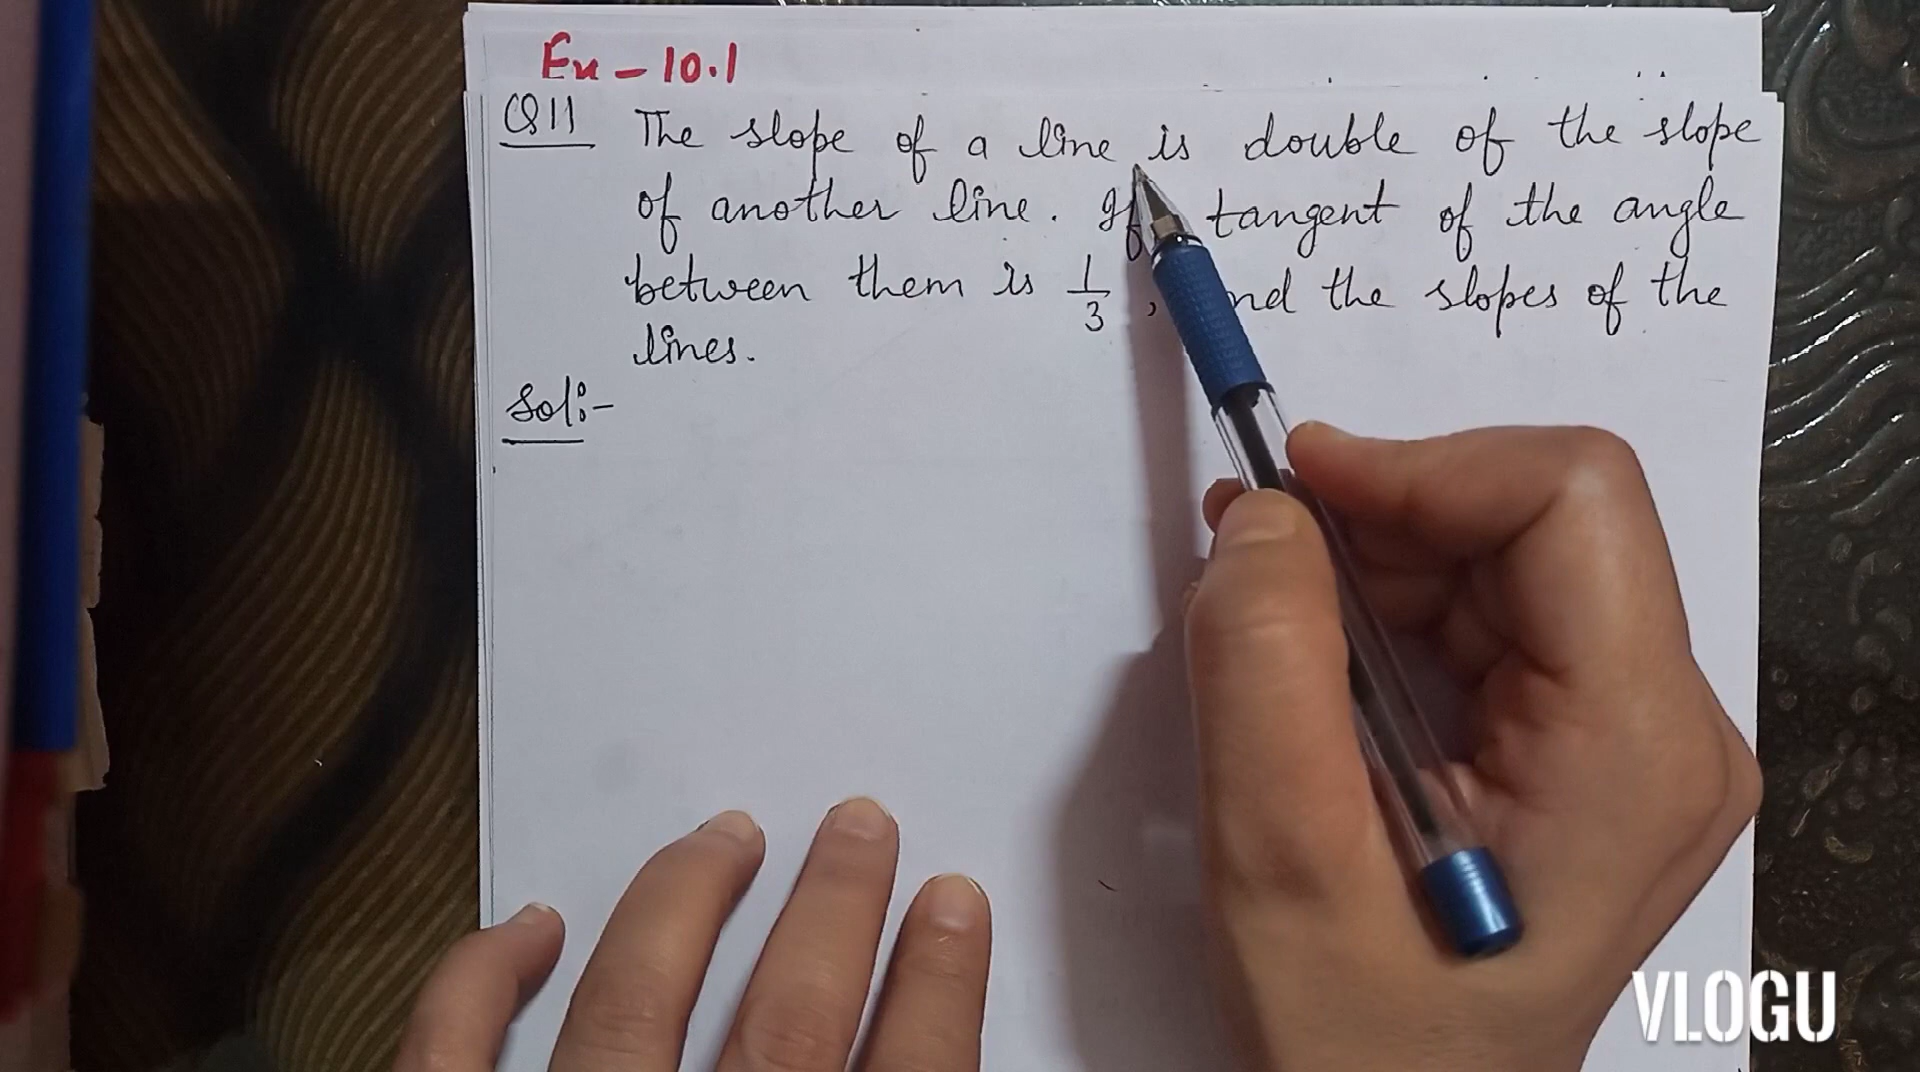 Ex - 10.1
Q11 The slope of a line is double of the slope
of another line. If tangent of the angle
between them is 1/3, the slopes of the
lines.
Sol:-
VLOGU